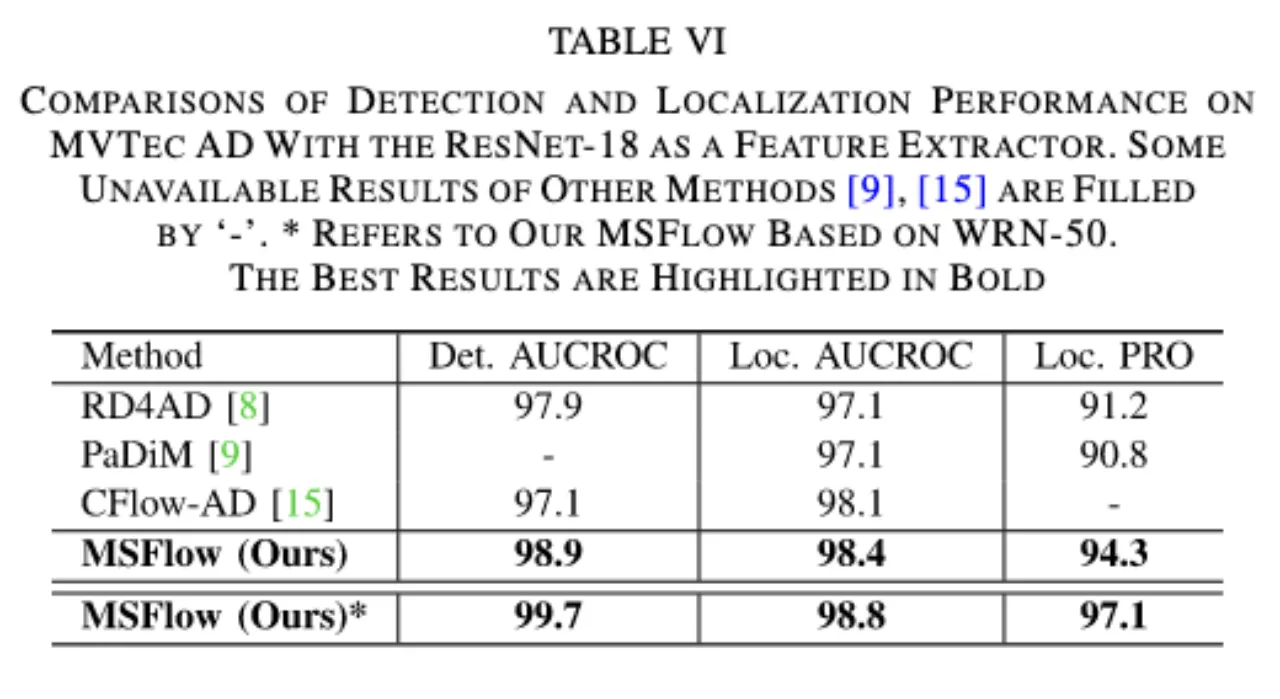 TABLE VI
COMPARISONS OF DETECTION AND LOCALIZATION PERFORMANCE ON
MVTEC AD WITH THE RESNET-18 AS A FEATURE EXTRACTOR. SOME
UNAVAILABLE RESULTS OF OTHER METHODS [9], [15] ARE FILLED
BY ‘-’. * REFERS TO OUR MSFLOW BASED ON WRN-50.
THE BEST RESULTS ARE HIGHLIGHTED IN BOLD
Method Det. AUCROC Loc. AUCROC Loc. PRO
RD4AD [8] 97.9 97.1 91.2
PaDiM [9] - 97.1 90.8
CFlow-AD [15] 97.1 98.1 -
MSFlow (Ours) 98.9 98.4 94.3
MSFlow (Ours)* 99.7 98.8 97.1